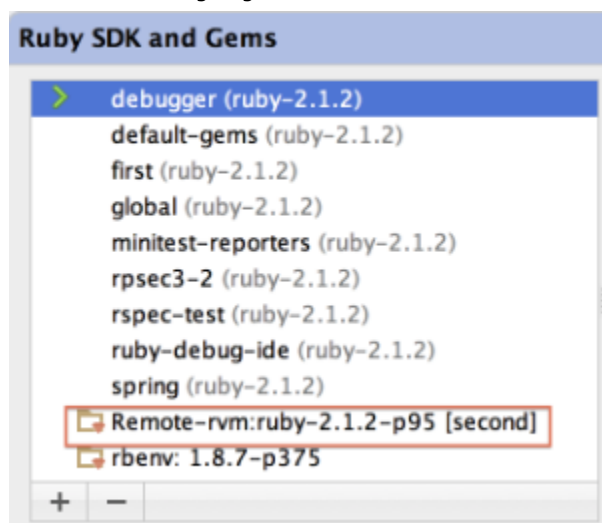 Ruby SDK and Gems
debugger (ruby-2.1.2)
default-gems (ruby-2.1.2)
first (ruby-2.1.2)
global (ruby-2.1.2)
minitest-reporters (ruby-2.1.2)
rpsec3-2 (ruby-2.1.2)
rspec-test (ruby-2.1.2)
ruby-debug-ide (ruby-2.1.2)
spring (ruby-2.1.2)
Remote-rvm:ruby-2.1.2-p95 [second]
rbenv: 1.8.7-p375
+ −